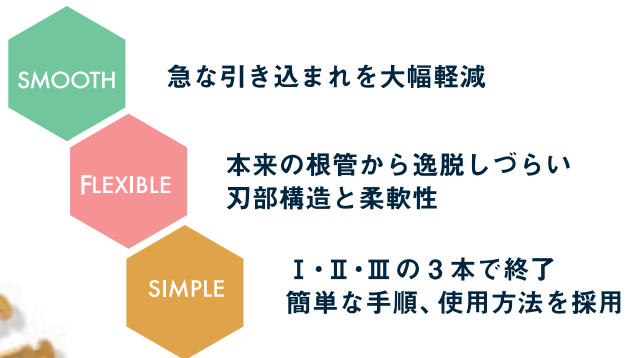 SMOOTH
急な引き込まれを大幅軽減
FLEXIBLE
本来の根管から逸脱しづらい
刃部構造と柔軟性
SIMPLE
Ⅰ・Ⅱ・Ⅲの3本で終了
簡単な手順、使用方法を採用